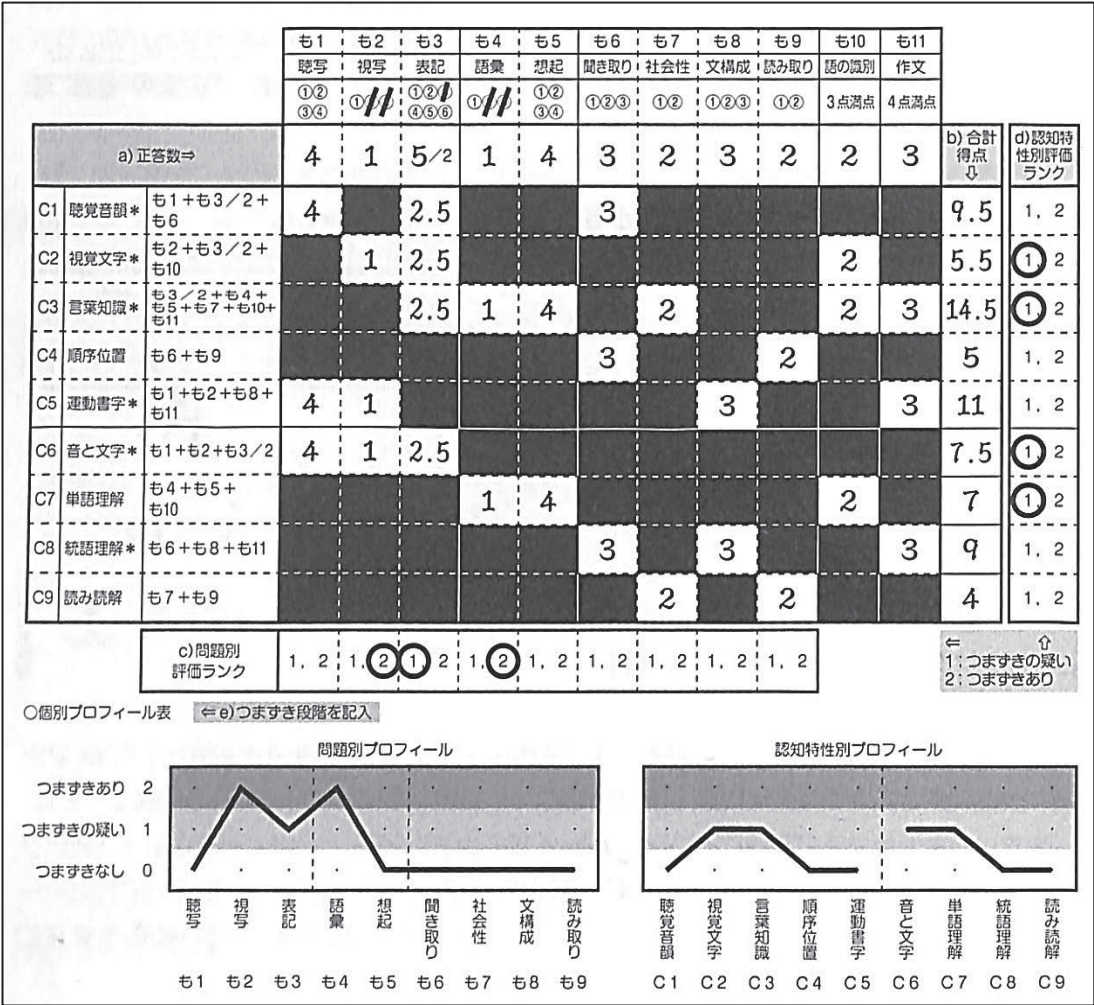 も1 も2 も3 も4 も5 も6 も7 も8 も9 も10 も11
聴写 視写 表記 語彙 想起 聞き取り 社会性 文構成 読み取り 語の識別 作文
①② ③④ ①②③ ①②③ ④⑤⑥ ①②③ ①② ③④ ①②③ ①② ①②③ ①② 3点満点 4点満点
a) 正答数⇒ 4 1 5/2 1 4 3 2 3 2 2 3 b) 合計得点⇩ d)認知特性別評価ランク
C1 聴覚音韻* も1+も3/2+も6 4 2.5 3 9.5 1, 2
C2 視覚文字* も2+も3/2+も10 1 2.5 2 5.5 1, 2
C3 言葉知識* も3/2+も4+も5+も7+も10+も11 2.5 1 4 2 2 3 14.5 1, 2
C4 順序位置 も6+も9 3 2 5 1, 2
C5 運動書字* も1+も2+も8+も11 4 1 3 3 11 1, 2
C6 音と文字* も1+も2+も3/2 4 1 2.5 7.5 1, 2
C7 単語理解 も4+も5+も10 1 4 2 7 1, 2
C8 統語理解* も6+も8+も11 3 3 3 9 1, 2
C9 読み読解 も7+も9 2 2 4 1, 2
c)問題別評価ランク 1, 2 1, 2 1, 2 1, 2 1, 2 1, 2 1, 2 1, 2 1, 2
⇐ ⇧
1:つまずきの疑い
2:つまずきあり
○個別プロフィール表 ⇐e)つまずき段階を記入
問題別プロフィール 認知特性別プロフィール
つまずきあり 2
つまずきの疑い 1
つまずきなし 0
聴写 視写 表記 語彙 想起 聞き取り 社会性 文構成 読み取り 聴覚音韻 視覚文字 言葉知識 順序位置 運動書字 音と文字 単語理解 統語理解 読み読解
も1 も2 も3 も4 も5 も6 も7 も8 も9 C1 C2 C3 C4 C5 C6 C7 C8 C9